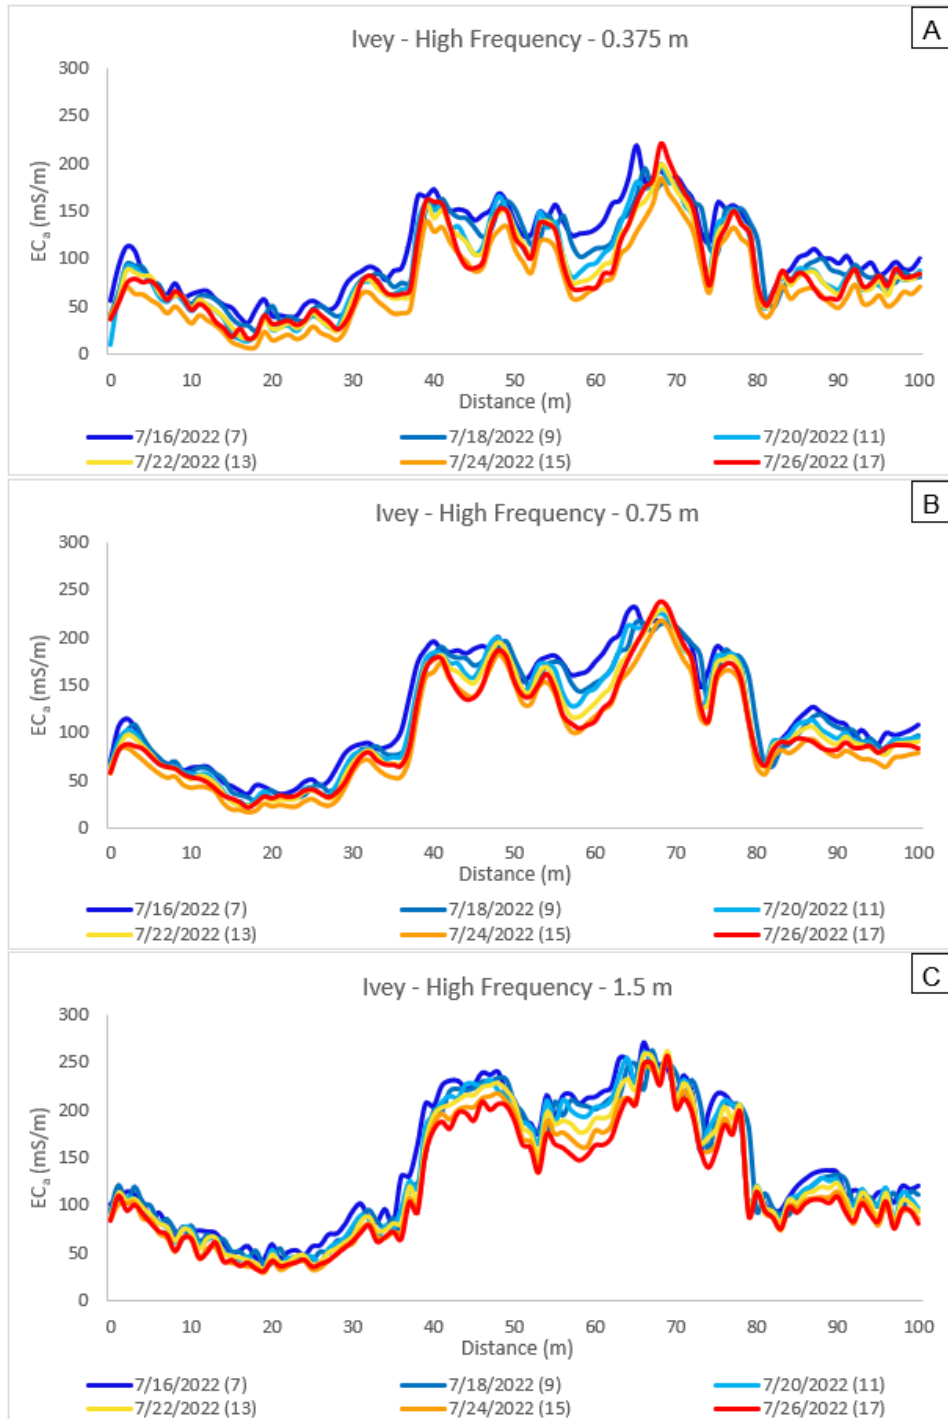 A
Ivey - High Frequency - 0.375 m
300
250
200
150
100
50
0
ECa (mS/m)
0 10 20 30 40 50 60 70 80 90 100
Distance (m)
7/16/2022 (7) 7/18/2022 (9) 7/20/2022 (11)
7/22/2022 (13) 7/24/2022 (15) 7/26/2022 (17)
B
Ivey - High Frequency - 0.75 m
300
250
200
150
100
50
0
ECa (mS/m)
0 10 20 30 40 50 60 70 80 90 100
Distance (m)
7/16/2022 (7) 7/18/2022 (9) 7/20/2022 (11)
7/22/2022 (13) 7/24/2022 (15) 7/26/2022 (17)
C
Ivey - High Frequency - 1.5 m
300
250
200
150
100
50
0
ECa (mS/m)
0 10 20 30 40 50 60 70 80 90 100
Distance (m)
7/16/2022 (7) 7/18/2022 (9) 7/20/2022 (11)
7/22/2022 (13) 7/24/2022 (15) 7/26/2022 (17)